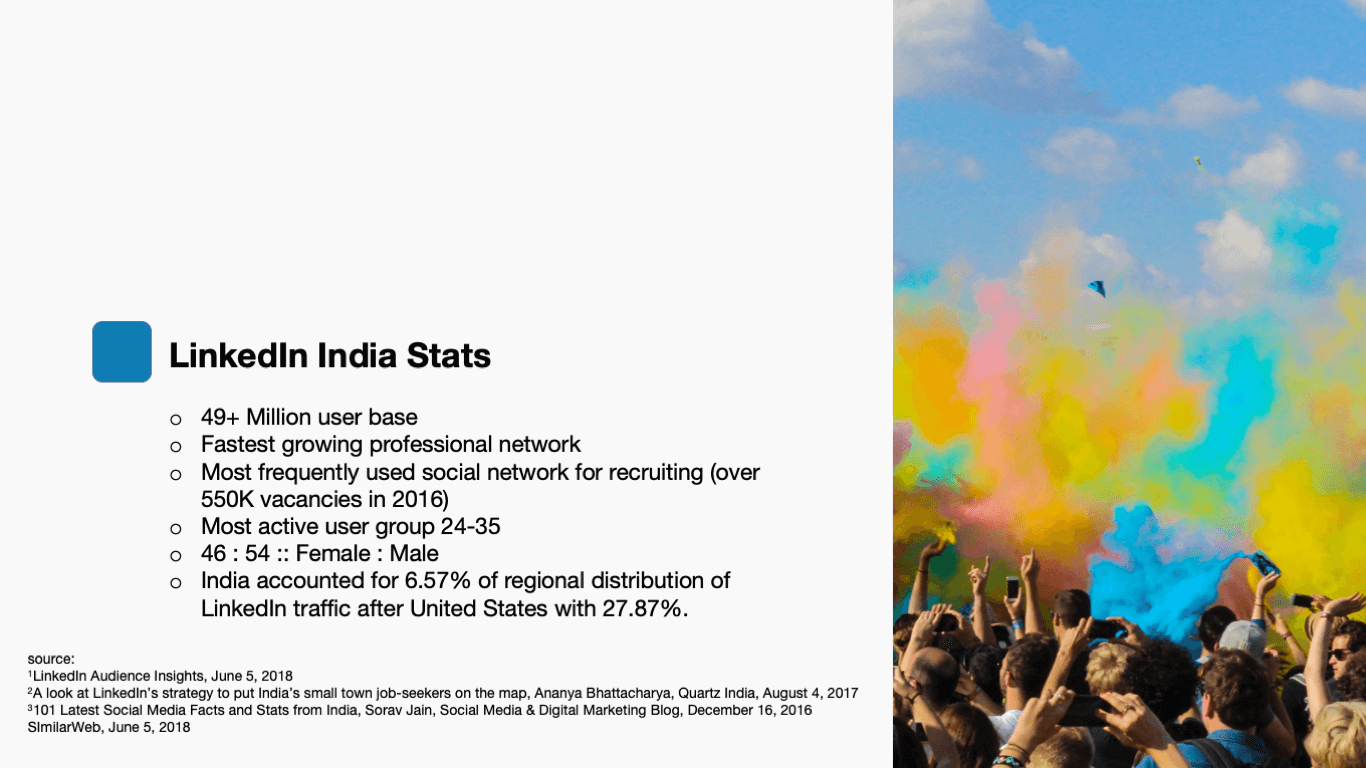 LinkedIn India Stats
o 49+ Million user base
o Fastest growing professional network
o Most frequently used social network for recruiting (over
550K vacancies in 2016)
o Most active user group 24-35
o 46 : 54 :: Female : Male
o India accounted for 6.57% of regional distribution of
LinkedIn traffic after United States with 27.87%.
source:
¹LinkedIn Audience Insights, June 5, 2018
²A look at LinkedIn’s strategy to put India’s small town job-seekers on the map, Ananya Bhattacharya, Quartz India, August 4, 2017
³101 Latest Social Media Facts and Stats from India, Sorav Jain, Social Media & Digital Marketing Blog, December 16, 2016
SImilarWeb, June 5, 2018